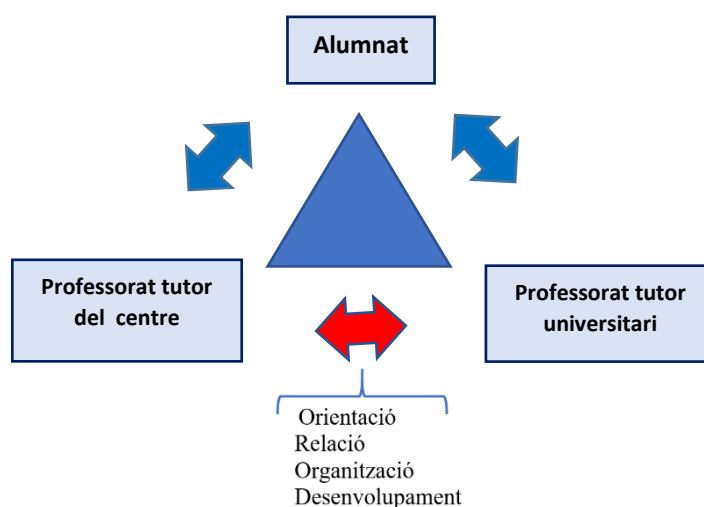 Alumnat
Professorat tutor
del centre
Professorat tutor
universitari
Orientació
Relació
Organització
Desenvolupament